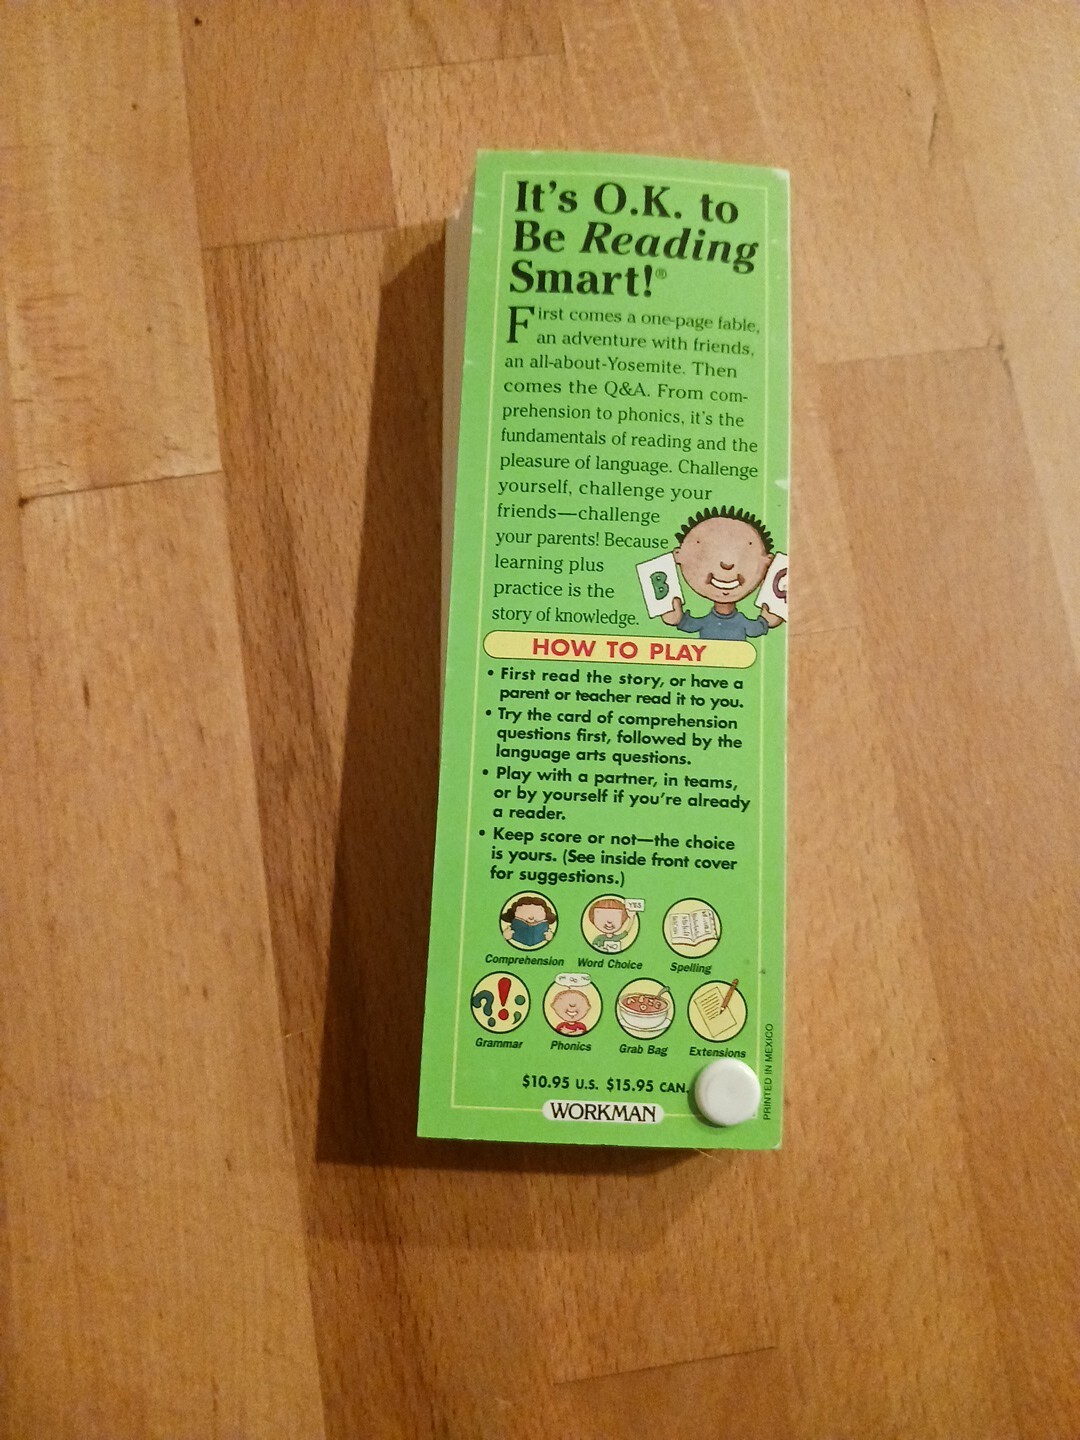 It's O.K. to
Be Reading
Smart!®
First comes a one-page fable,
an adventure with friends,
an all-about-Yosemite. Then
comes the Q&A. From com-
prehension to phonics, it's the
fundamentals of reading and the
pleasure of language. Challenge
yourself, challenge your
friends—challenge
your parents! Because
learning plus
practice is the
story of knowledge.
B
HOW TO PLAY
• First read the story, or have a
parent or teacher read it to you.
• Try the card of comprehension
questions first, followed by the
language arts questions.
• Play with a partner, in teams,
or by yourself if you're already
a reader.
• Keep score or not—the choice
is yours. (See inside front cover
for suggestions.)
YES
NO
Comprehension Word Choice Spelling
Grammar Phonics Grab Bag Extensions
$10.95 U.S. $15.95 CAN.
WORKMAN
PRINTED IN MEXICO